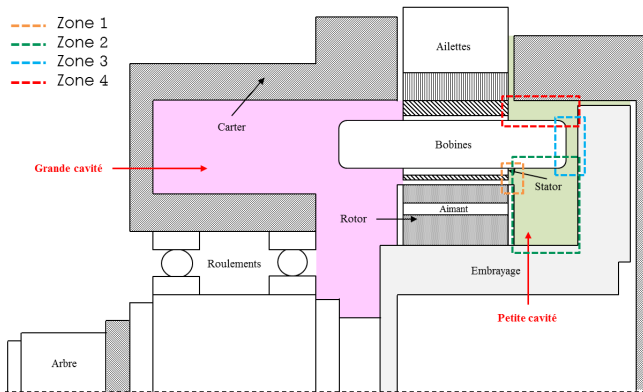 Zone 1
Zone 2
Zone 3
Zone 4
Ailettes
Carter
Bobines
Grande cavité
Stator
Rotor
Aimant
Roulements
Embrayage
Petite cavité
Arbre